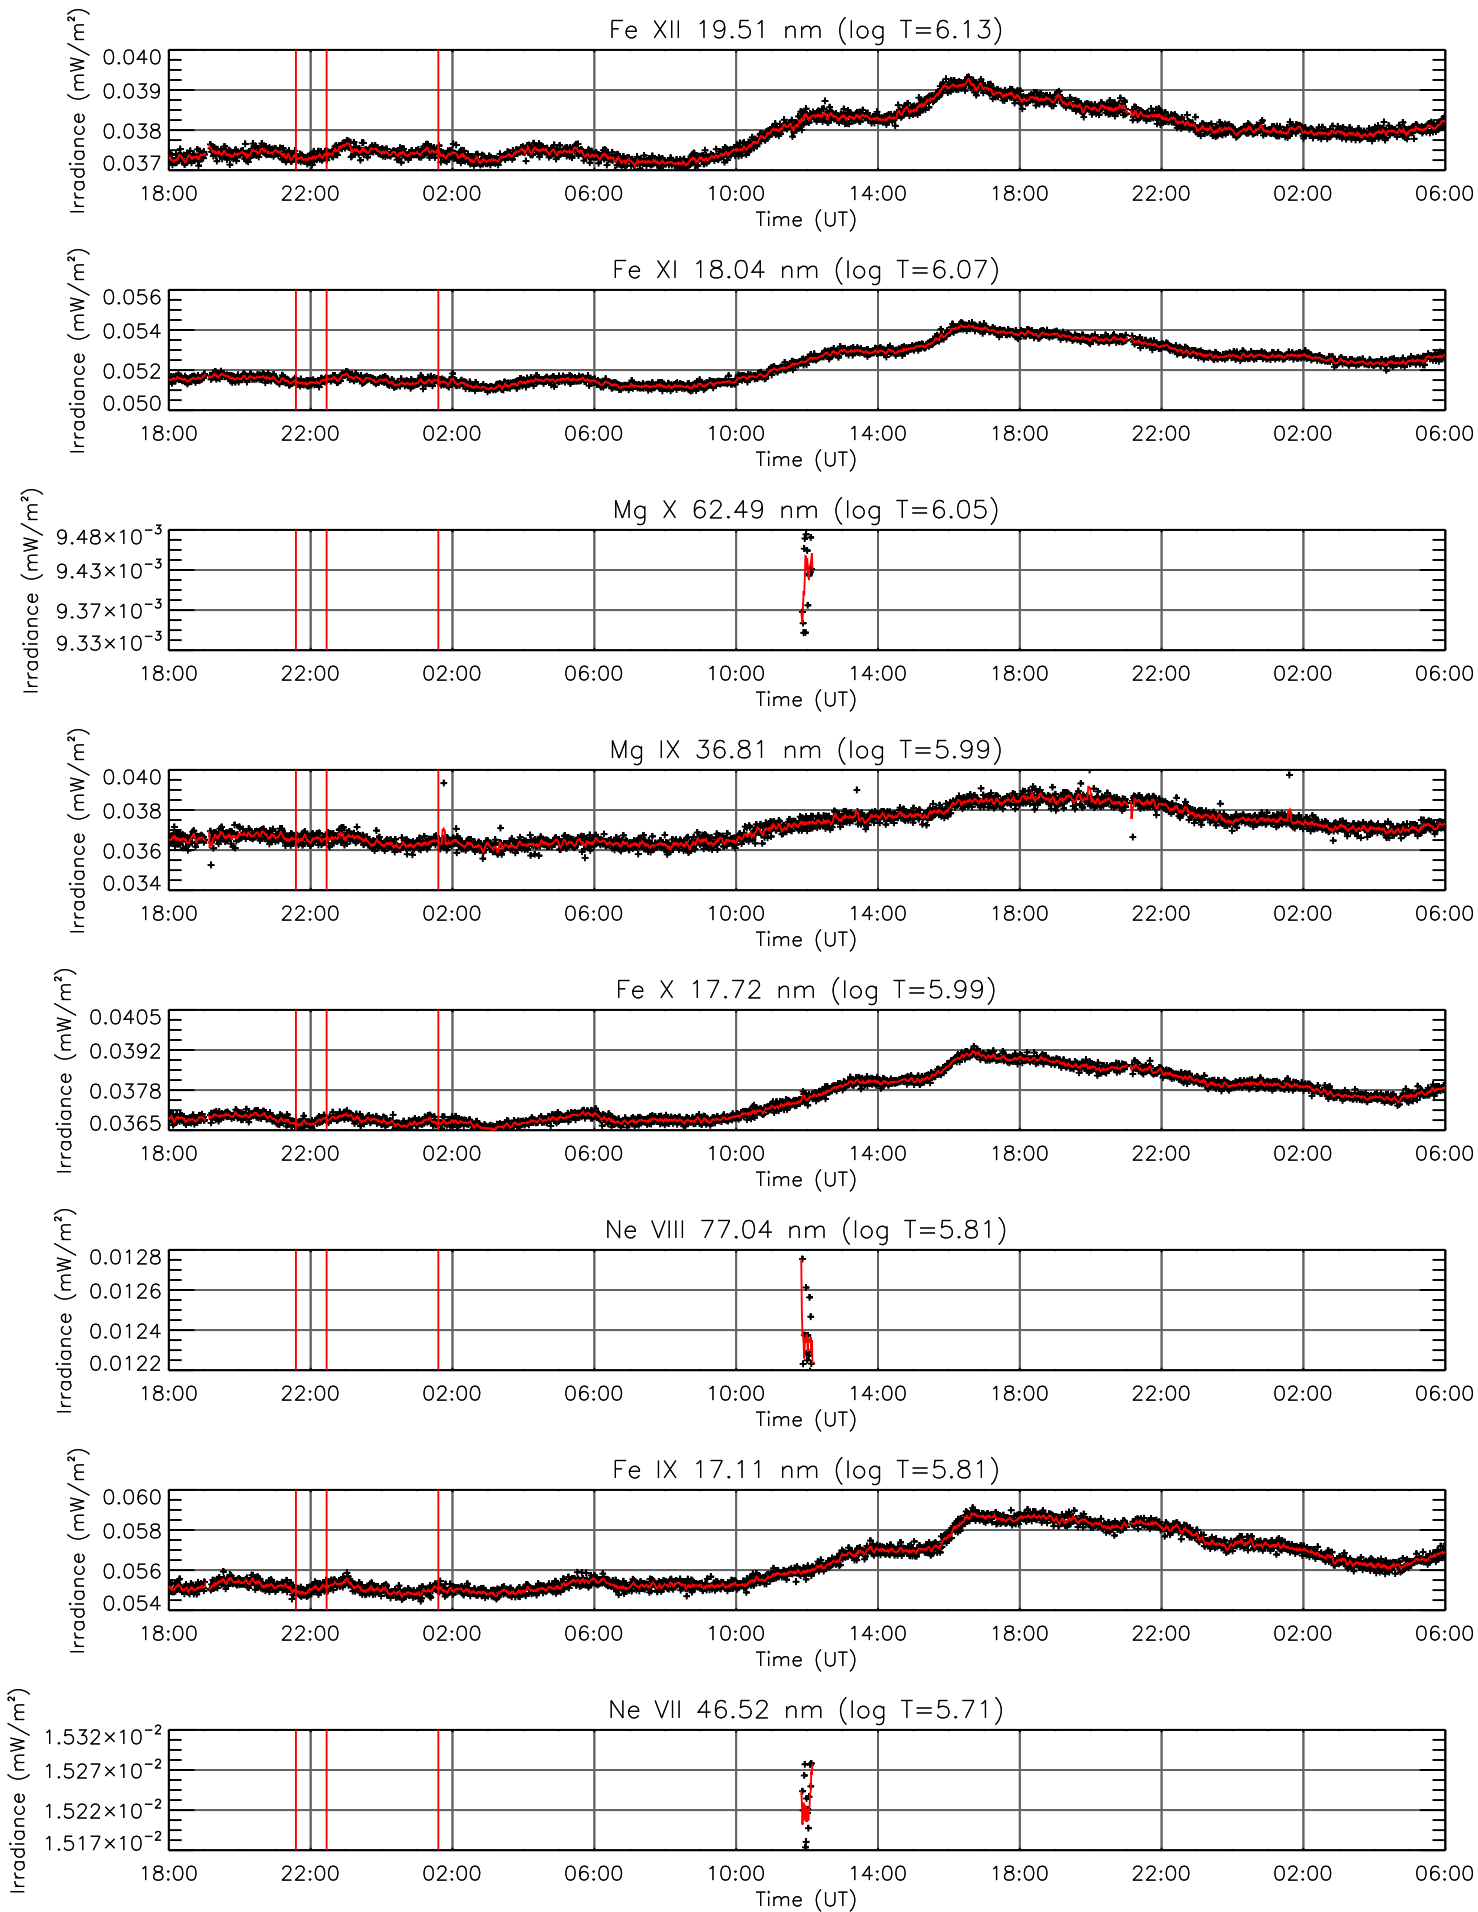 Fe XII 19.51 nm (log T=6.13)
Irradiance (mW/m²)
0.040
0.039
0.038
0.037
18:00 22:00 02:00 06:00 10:00 14:00 18:00 22:00 02:00 06:00
Time (UT)
Fe XI 18.04 nm (log T=6.07)
Irradiance (mW/m²)
0.056
0.054
0.052
0.050
18:00 22:00 02:00 06:00 10:00 14:00 18:00 22:00 02:00 06:00
Time (UT)
Mg X 62.49 nm (log T=6.05)
Irradiance (mW/m²)
9.48×10⁻³
9.43×10⁻³
9.37×10⁻³
9.33×10⁻³
18:00 22:00 02:00 06:00 10:00 14:00 18:00 22:00 02:00 06:00
Time (UT)
Mg IX 36.81 nm (log T=5.99)
Irradiance (mW/m²)
0.040
0.038
0.036
0.034
18:00 22:00 02:00 06:00 10:00 14:00 18:00 22:00 02:00 06:00
Time (UT)
Fe X 17.72 nm (log T=5.99)
Irradiance (mW/m²)
0.0405
0.0392
0.0378
0.0365
18:00 22:00 02:00 06:00 10:00 14:00 18:00 22:00 02:00 06:00
Time (UT)
Ne VIII 77.04 nm (log T=5.81)
Irradiance (mW/m²)
0.0128
0.0126
0.0124
0.0122
18:00 22:00 02:00 06:00 10:00 14:00 18:00 22:00 02:00 06:00
Time (UT)
Fe IX 17.11 nm (log T=5.81)
Irradiance (mW/m²)
0.060
0.058
0.056
0.054
18:00 22:00 02:00 06:00 10:00 14:00 18:00 22:00 02:00 06:00
Time (UT)
Ne VII 46.52 nm (log T=5.71)
Irradiance (mW/m²)
1.532×10⁻²
1.527×10⁻²
1.522×10⁻²
1.517×10⁻²
18:00 22:00 02:00 06:00 10:00 14:00 18:00 22:00 02:00 06:00
Time (UT)